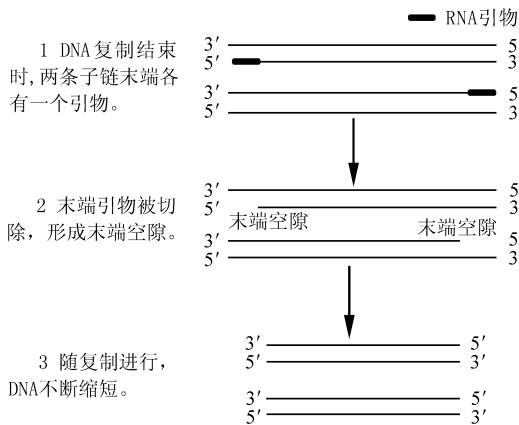 RNA引物
1 DNA复制结束
时,两条子链末端各
有一个引物。
3′ 5
5′ 3
3′ 5
5′ 3
2 末端引物被切
除，形成末端空隙。
3′ 5
5′ 3
末端空隙
末端空隙
3′ 5
5′ 3
3 随复制进行，
DNA不断缩短。
3′ 5′
5′ 3′
3′ 5′
5′ 3′